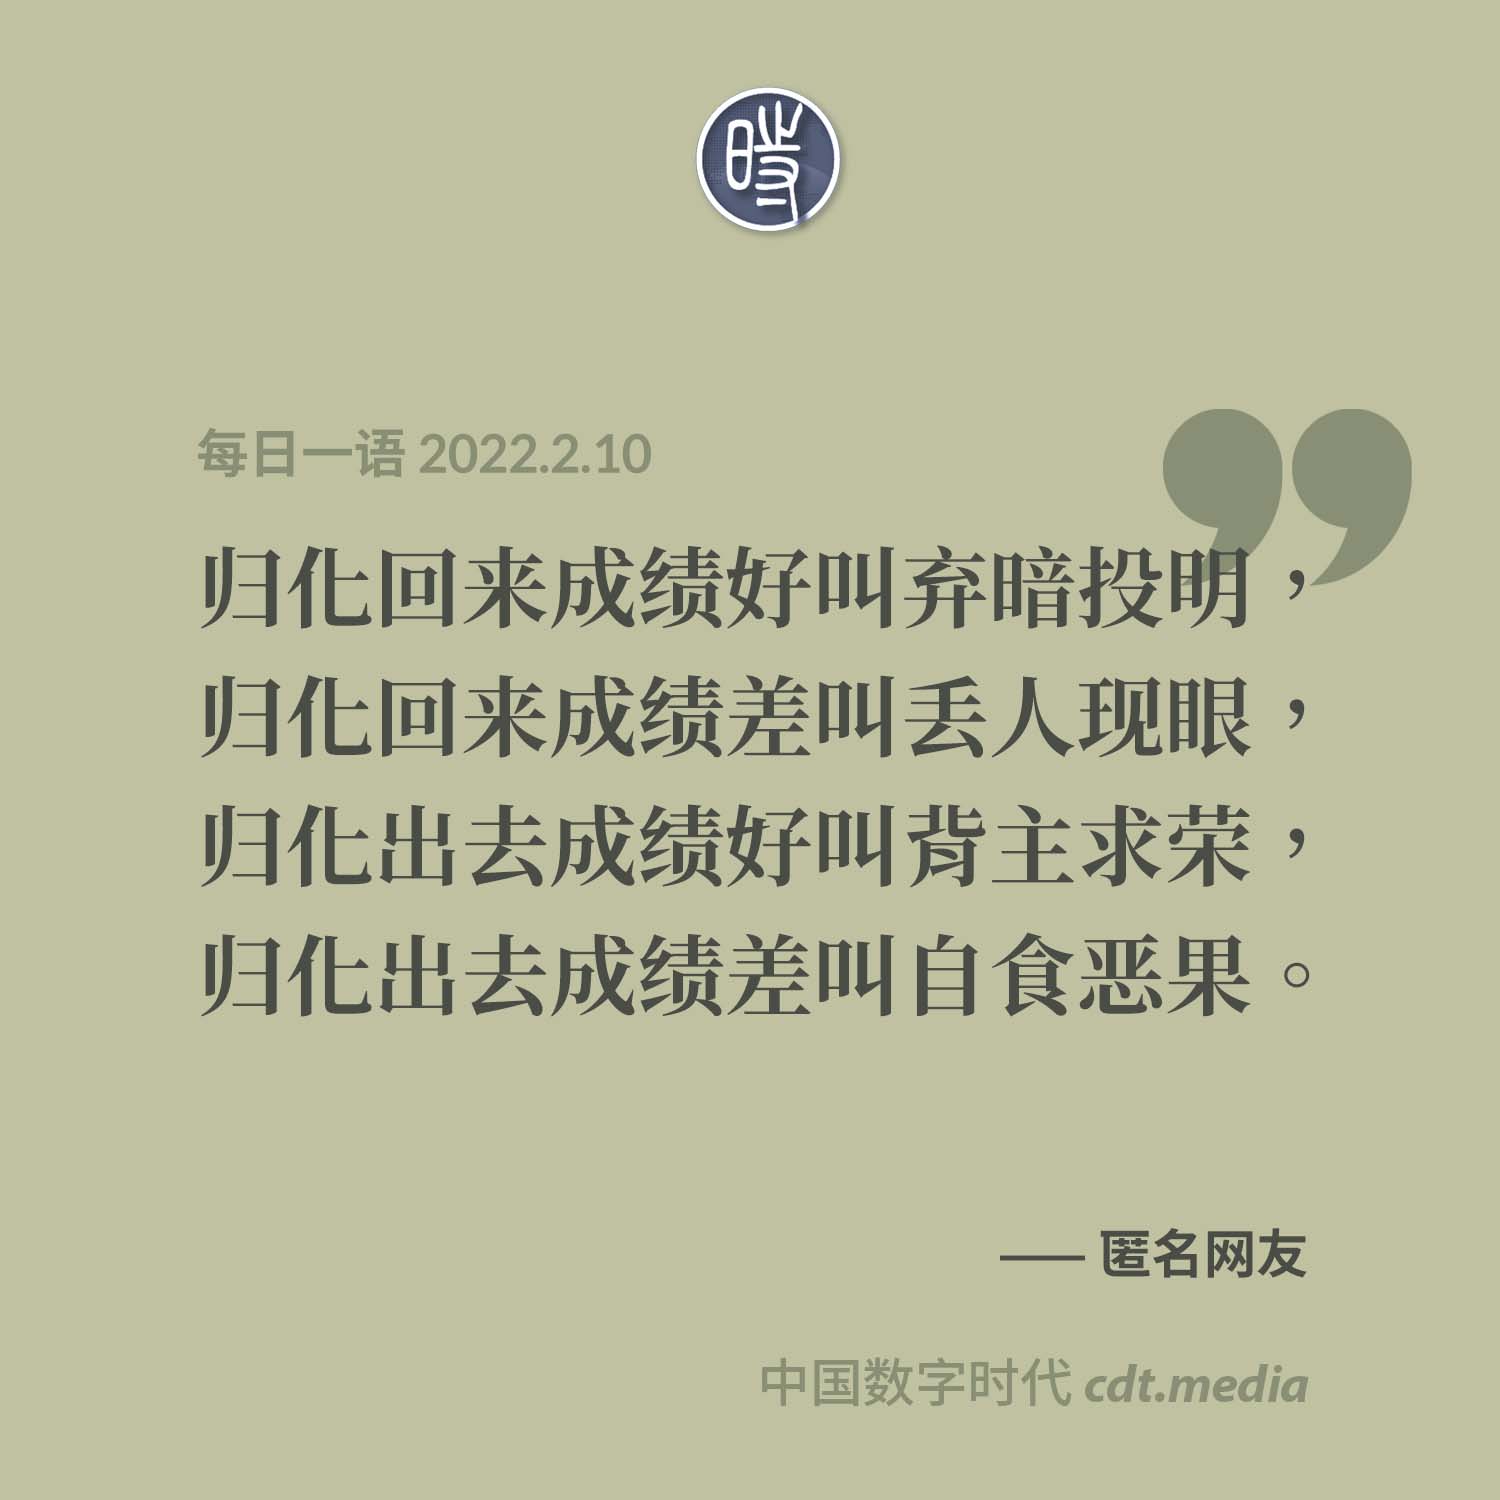 時
每日一语 2022.2.10
归化回来成绩好叫弃暗投明，
归化回来成绩差叫丢人现眼，
归化出去成绩好叫背主求荣，
归化出去成绩差叫自食恶果。
—— 匿名网友
中国数字时代 cdt.media